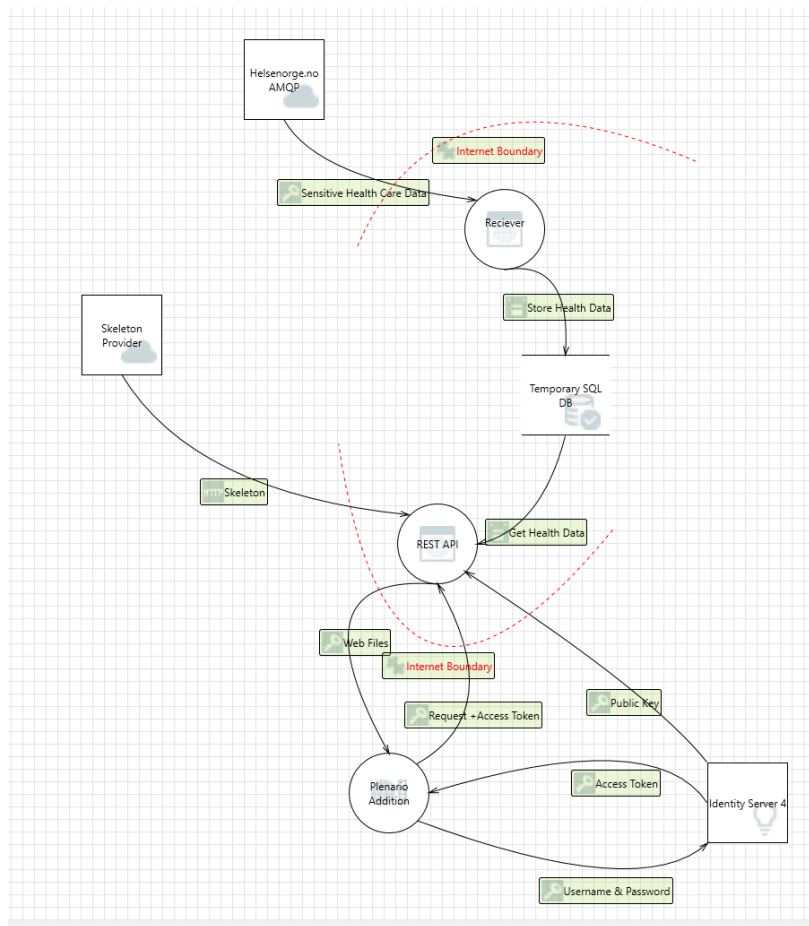 Helsenorge.no
AMQP
Internet Boundary
Sensitive Health Care Data
Reciever
Store Health Data
Skeleton
Provider
Temporary SQL
DB
HTTP
Skeleton
Get Health Data
REST API
Web Files
Internet Boundary
Public Key
Request +Access Token
Plenario
Addition
Access Token
Identity Server 4
Username & Password